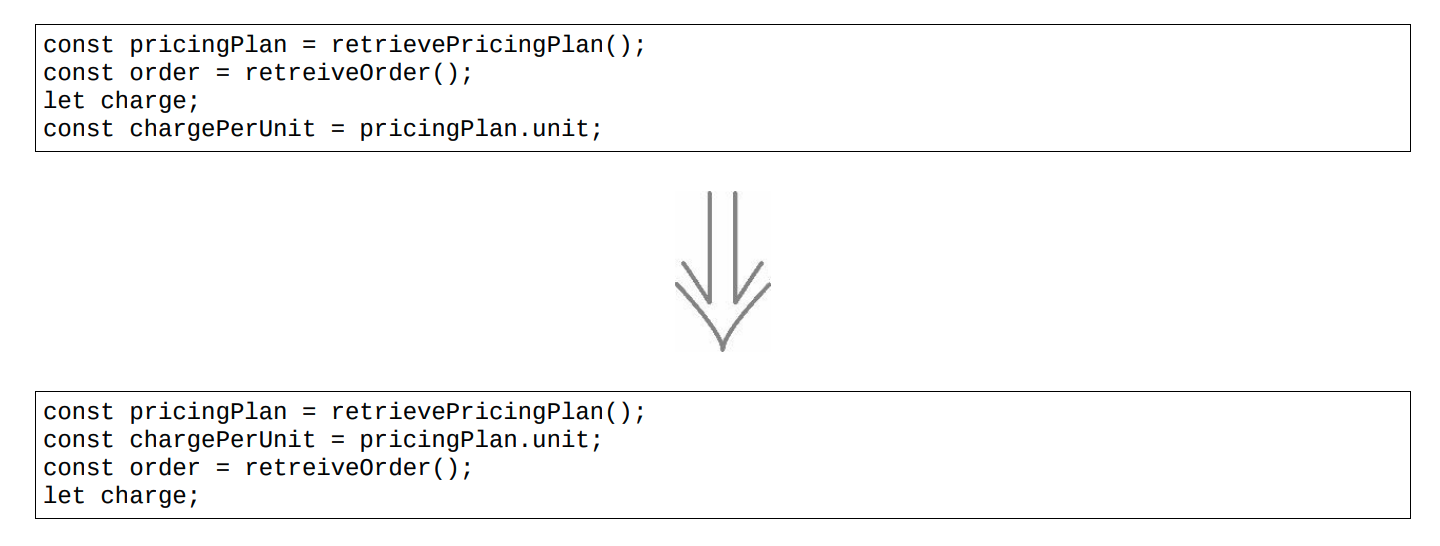 const pricingPlan = retrievePricingPlan();
const order = retreiveOrder();
let charge;
const chargePerUnit = pricingPlan.unit;
const pricingPlan = retrievePricingPlan();
const chargePerUnit = pricingPlan.unit;
const order = retreiveOrder();
let charge;